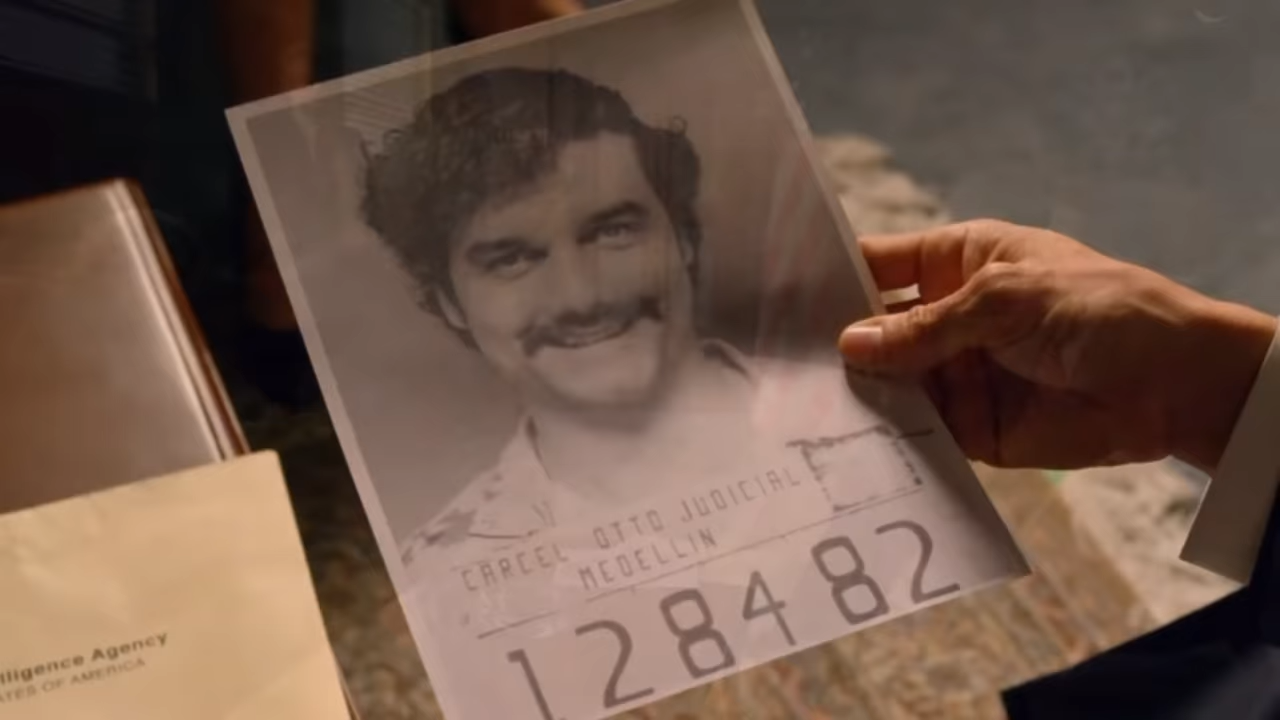 CARCEL OTTO JUDICIAL
MEDELLIN
128482
lligence Agency
ATES OF AMERICA